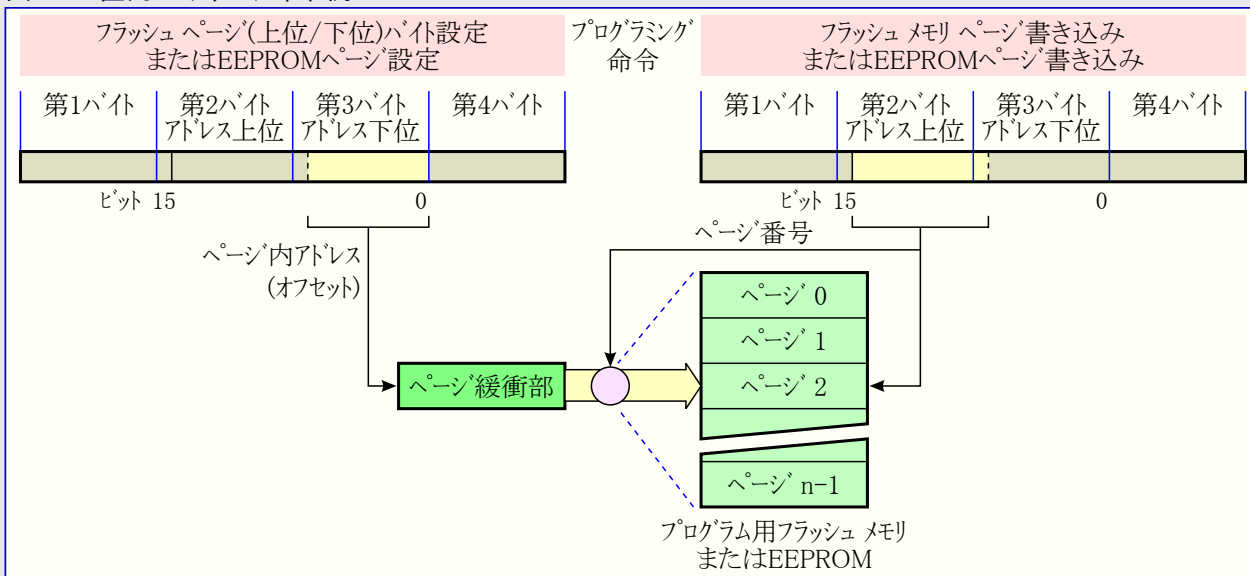 フラッシュ ページ(上位/下位)バイト設定
またはEEPROMページ設定
プログラミング
命令
フラッシュ メモリ ページ書き込み
またはEEPROMページ書き込み
第1バイト
第2バイト
アドレス上位
第3バイト
アドレス下位
第4バイト
第1バイト
第2バイト
アドレス上位
第3バイト
アドレス下位
第4バイト
ビット 15
0
ビット 15
0
ページ内アドレス
(オフセット)
ページ番号
ページ 0
ページ 1
ページ緩衝部
ページ 2
ページ n-1
プログラム用フラッシュ メモリ
またはEEPROM